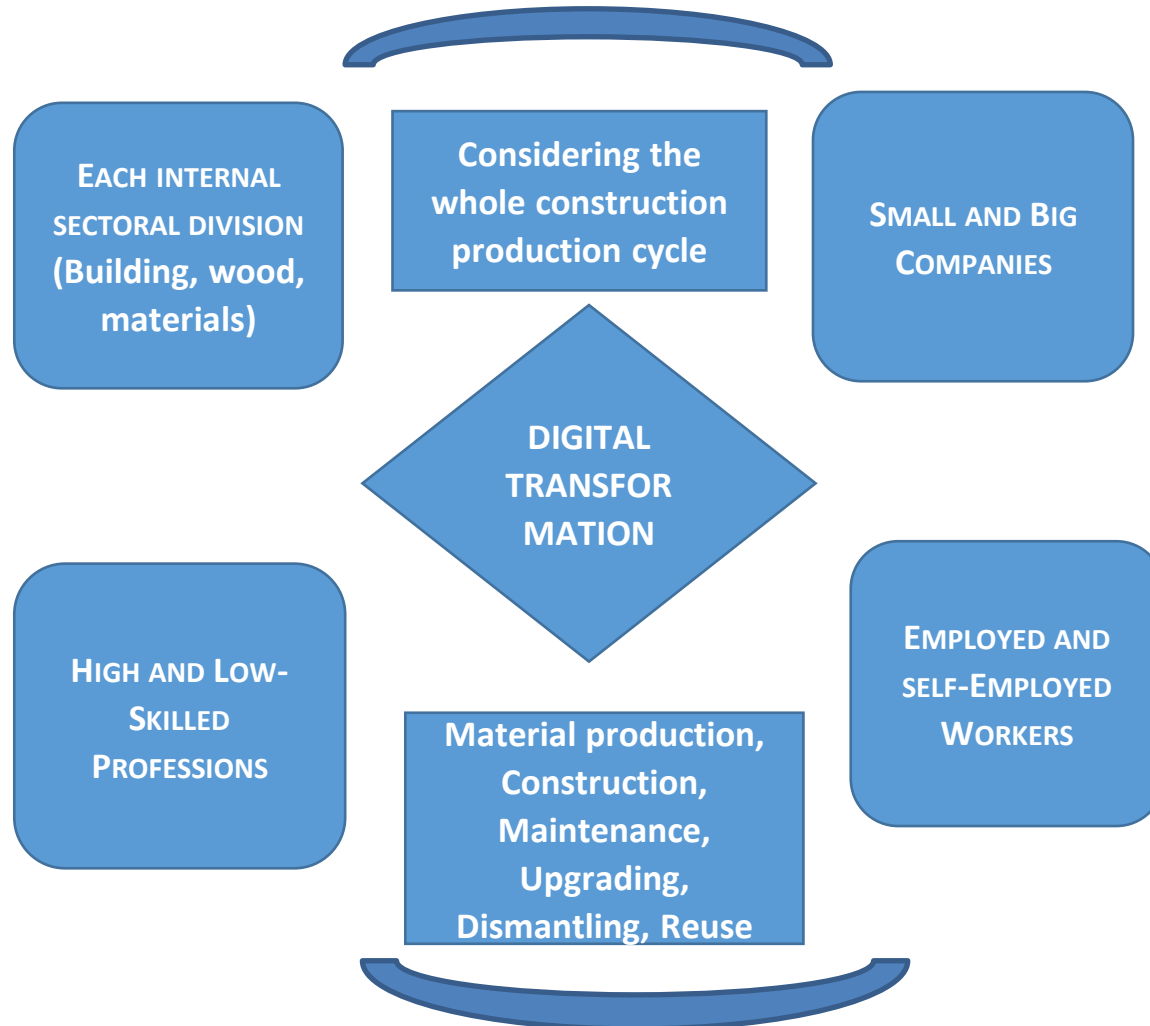 EACH INTERNAL
SECTORAL DIVISION
(Building, wood,
materials)
Considering the
whole construction
production cycle
SMALL AND BIG
COMPANIES
DIGITAL
TRANSFOR
MATION
HIGH AND LOW-
SKILLED
PROFESSIONS
Material production,
Construction,
Maintenance,
Upgrading,
Dismantling, Reuse
EMPLOYED AND
SELF-EMPLOYED
WORKERS